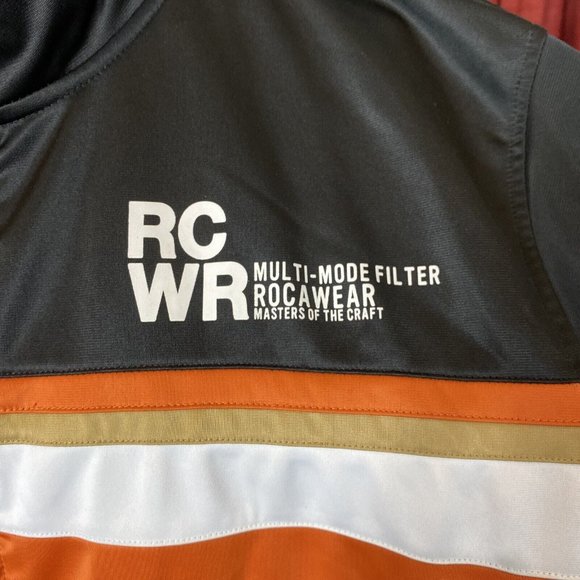 RC
WR
MULTI-MODE FILTER
ROCAWEAR
MASTERS OF THE CRAFT